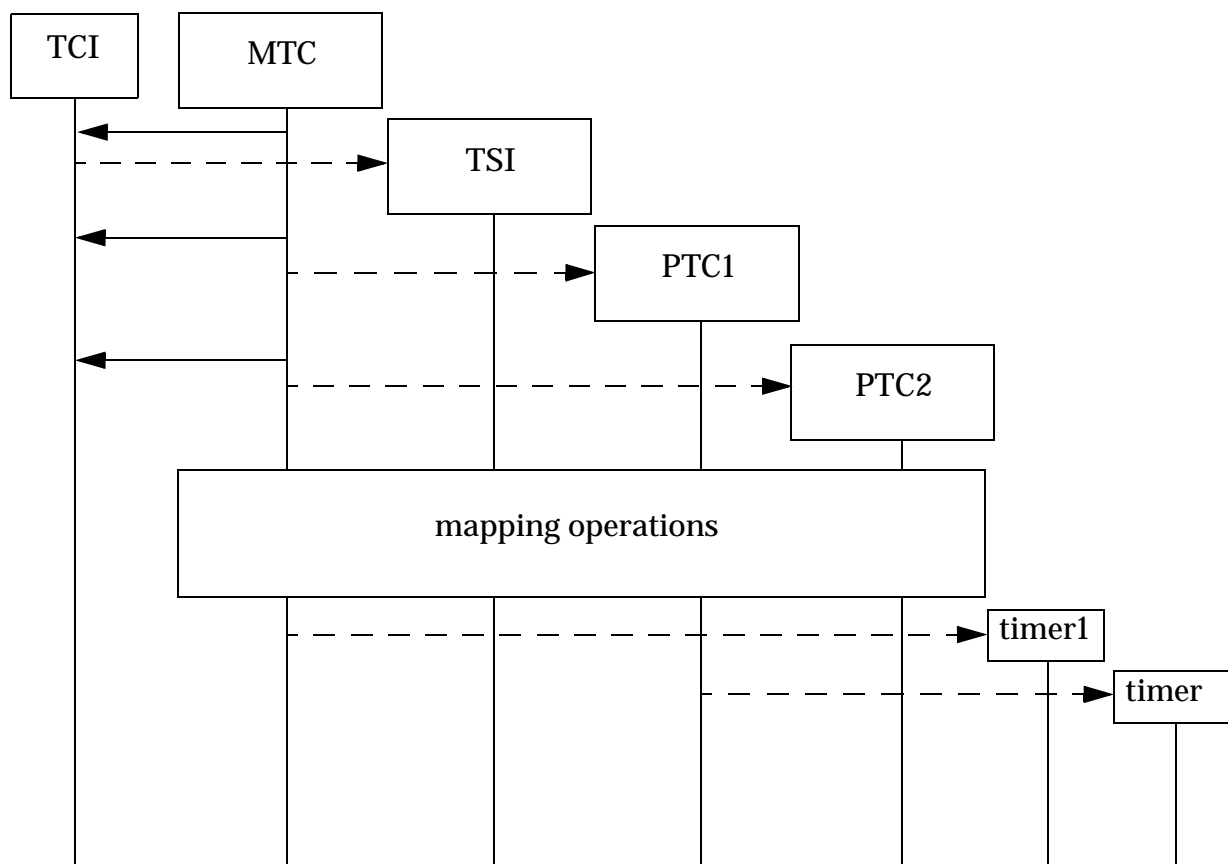 TCI
MTC
TSI
PTC1
PTC2
mapping operations
timer1
timer